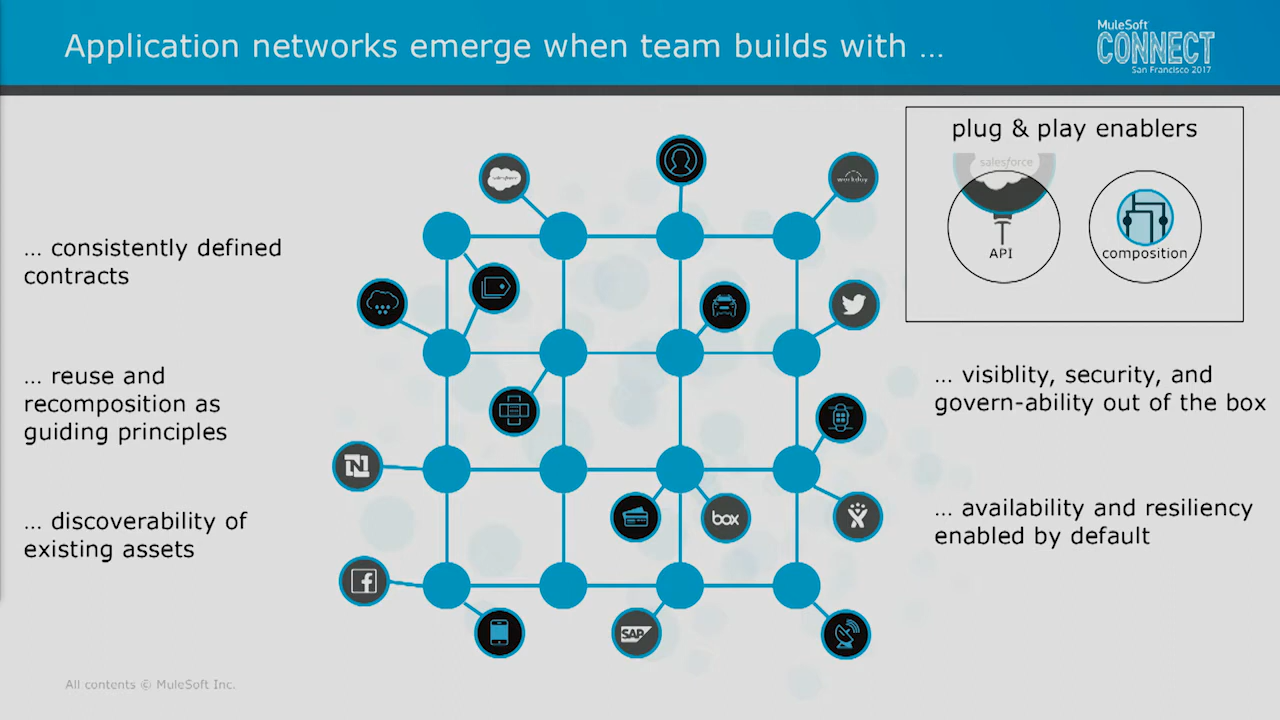 Application networks emerge when team builds with …
MuleSoft
CONNECT
San Francisco 2017
plug & play enablers
salesforce
API
composition
salesforce
workday
… consistently defined
contracts
… reuse and
recomposition as
guiding principles
… discoverability of
existing assets
… visiblity, security, and
govern-ability out of the box
… availability and resiliency
enabled by default
N
box
f
SAP
All contents © MuleSoft Inc.